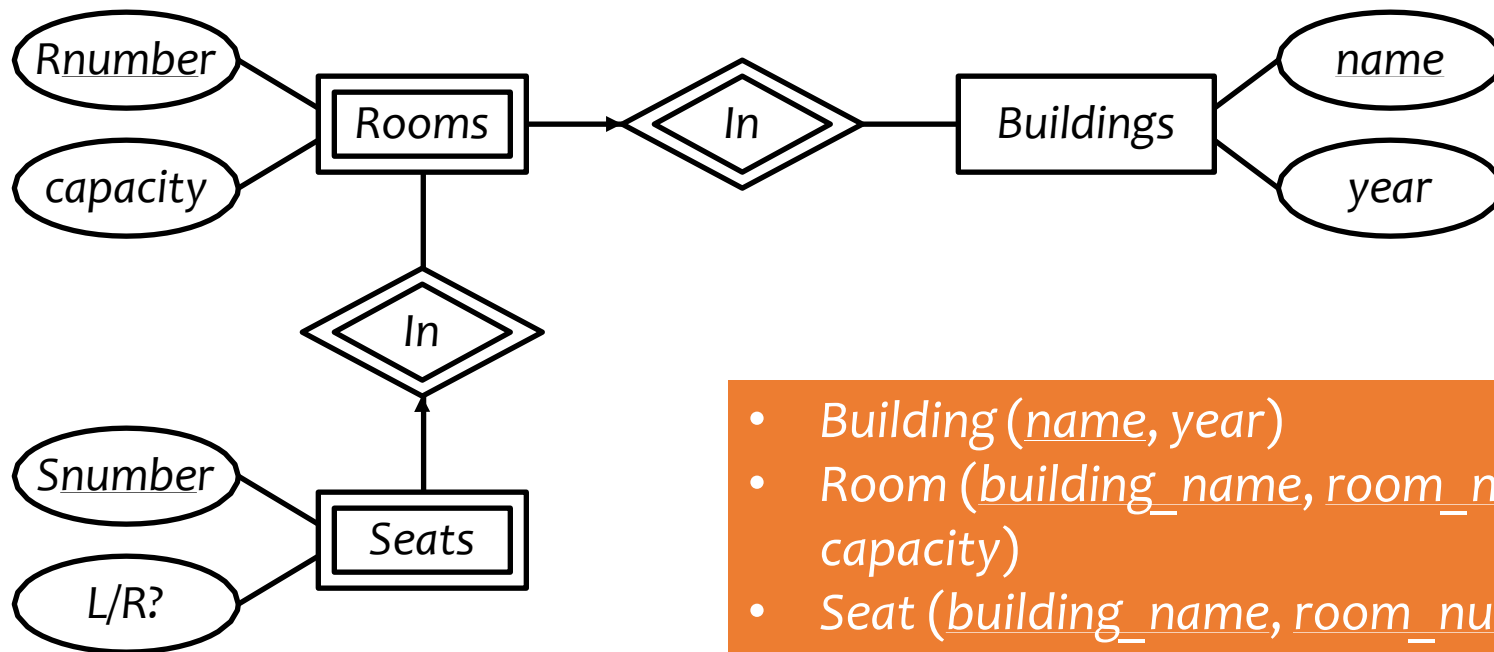 Rnumber
capacity
Rooms
In
Buildings
name
year
In
Snumber
L/R?
Seats
• Building (name, year)
• Room (building_name, room_n
capacity)
• Seat (building_name, room_nu